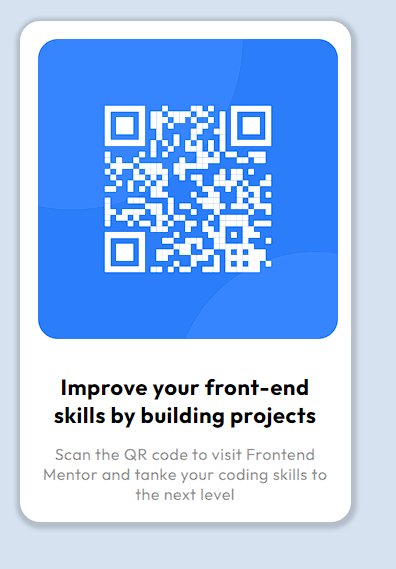 Improve your front-end
skills by building projects
Scan the QR code to visit Frontend
Mentor and tanke your coding skills to
the next level